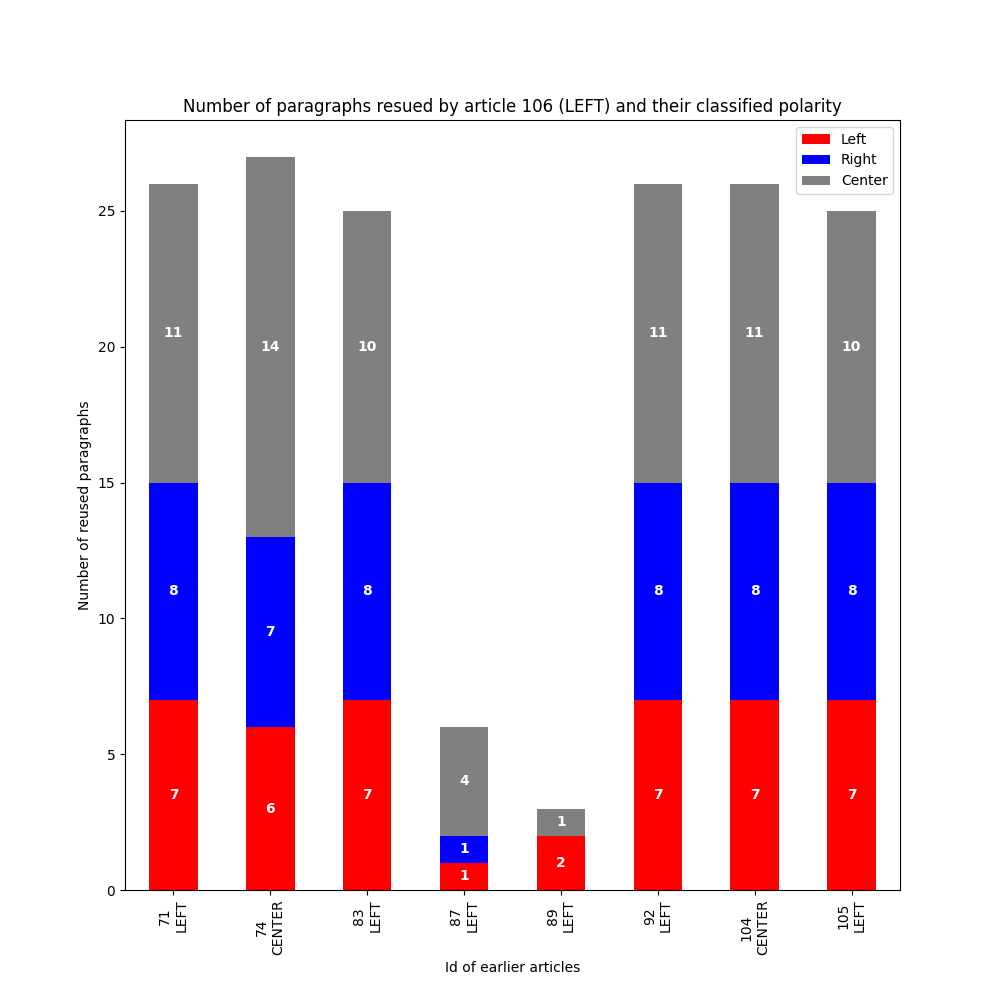 Number of paragraphs resued by article 106 (LEFT) and their classified polarity
Left
Right
Center
Number of reused paragraphs
25
20
15
10
5
0
11
8
7
14
7
6
10
8
7
4
1
1
1
2
11
8
7
11
8
7
10
8
7
71
LEFT
74
CENTER
83
LEFT
87
LEFT
89
LEFT
92
LEFT
104
CENTER
105
LEFT
Id of earlier articles